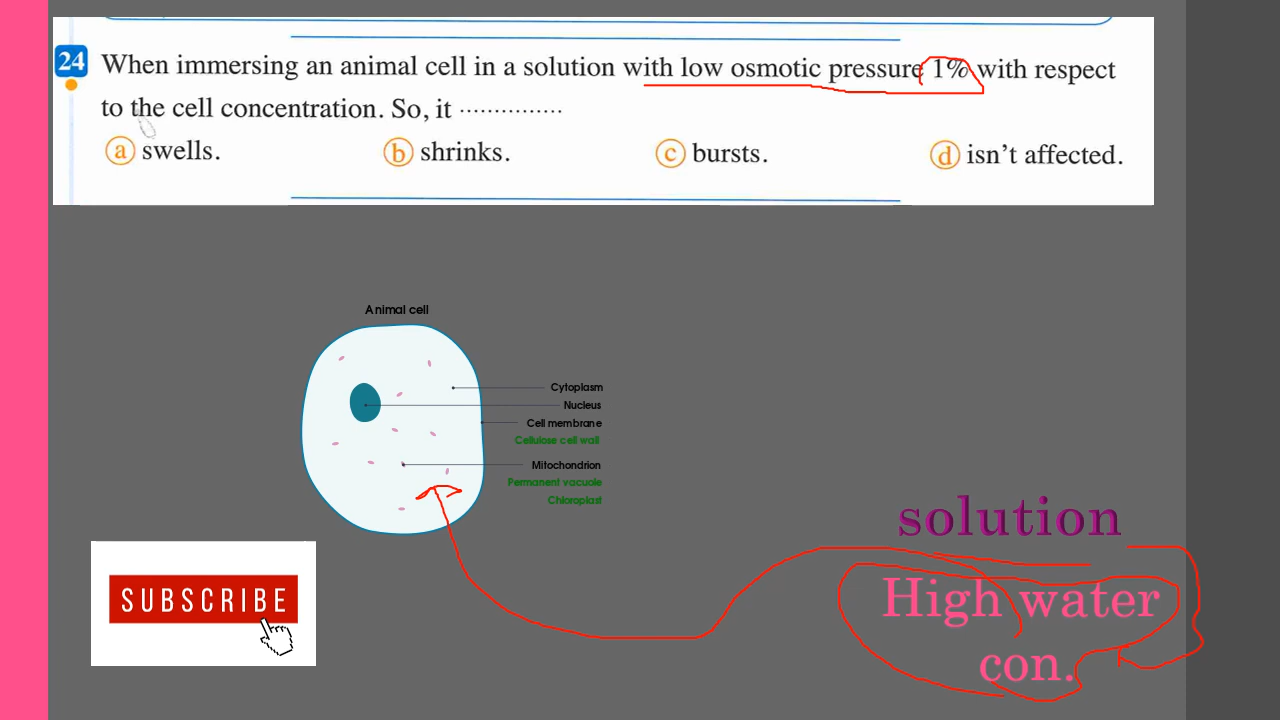 24 When immersing an animal cell in a solution with low osmotic pressure 1% with respect
to the cell concentration. So, it ...............
a swells. b shrinks. c bursts. d isn't affected.
Animal cell
Cytoplasm
Nucleus
Cell membrane
Cellulose cell wall
Mitochondrion
Permanent vacuole
Chloroplast
solution
High water
con.
SUBSCRIBE